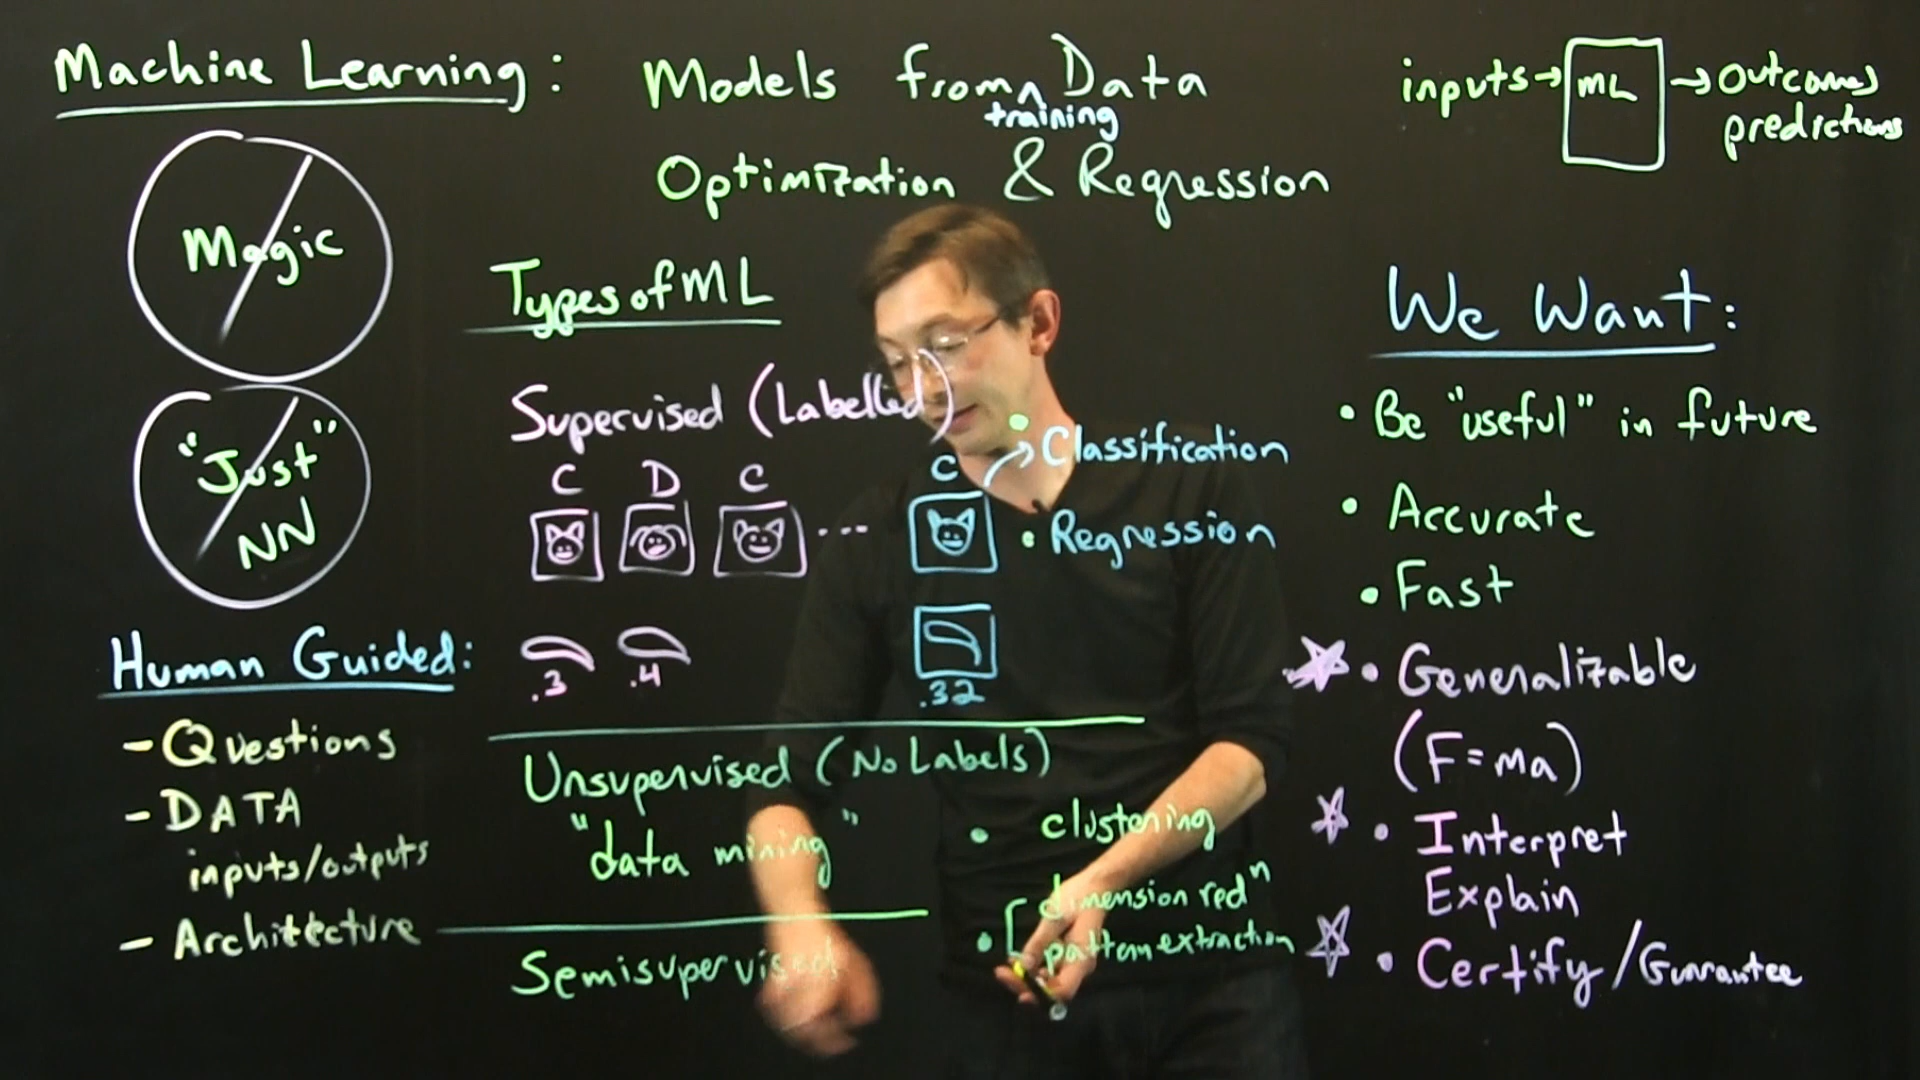 Machine Learning: Models from ^ Data
training
Optimization & Regression
inputs → ML → Outcomes
predictions
Magic
"Just"
NN
Human Guided:
- Questions
- DATA
inputs/outputs
- Architecture
Types of ML
Supervised (Labelled)
C D C ... C → Classification
• Regression
.3 .4 .32
Unsupervised (No Labels)
"data mining"
• clustering
• [dimension redn
pattern extraction
Semisupervised
We Want:
• Be "useful" in future
• Accurate
• Fast
• Generalizable
(F=ma)
• Interpret
Explain
• Certify/Guarantee